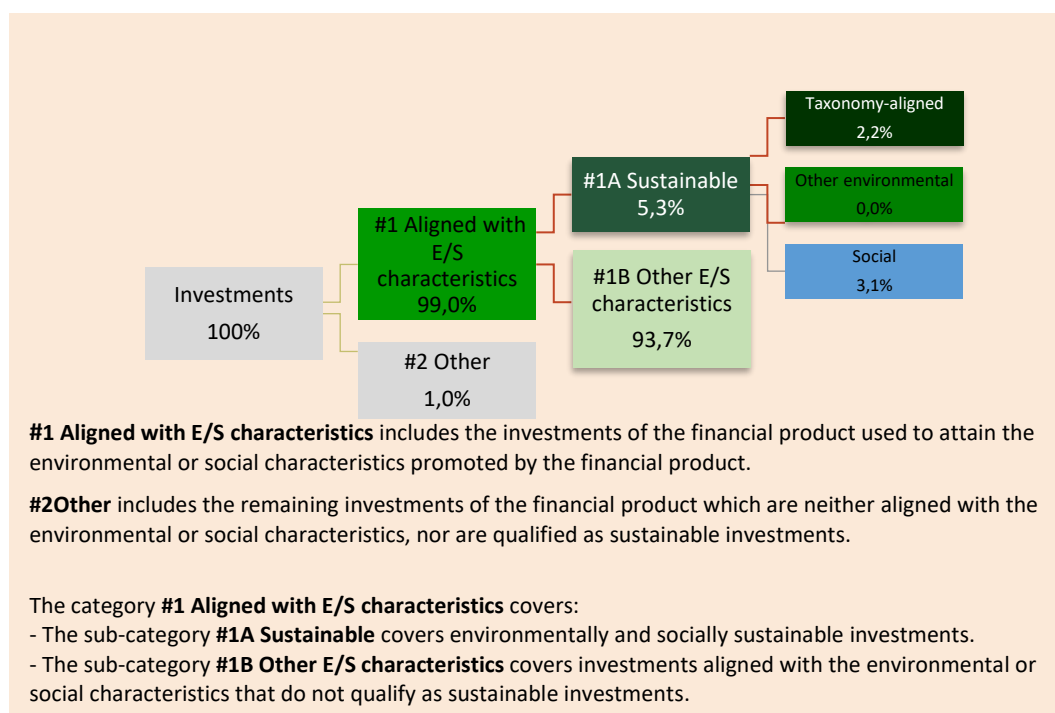 Taxonomy-aligned
2,2%
#1A Sustainable
5,3%
Other environmental
0,0%
#1 Aligned with
E/S
characteristics
99,0%
Social
3,1%
#1B Other E/S
characteristics
93,7%
Investments
100%
#2 Other
1,0%
#1 Aligned with E/S characteristics includes the investments of the financial product used to attain the
environmental or social characteristics promoted by the financial product.
#2Other includes the remaining investments of the financial product which are neither aligned with the
environmental or social characteristics, nor are qualified as sustainable investments.
The category #1 Aligned with E/S characteristics covers:
- The sub-category #1A Sustainable covers environmentally and socially sustainable investments.
- The sub-category #1B Other E/S characteristics covers investments aligned with the environmental or
social characteristics that do not qualify as sustainable investments.